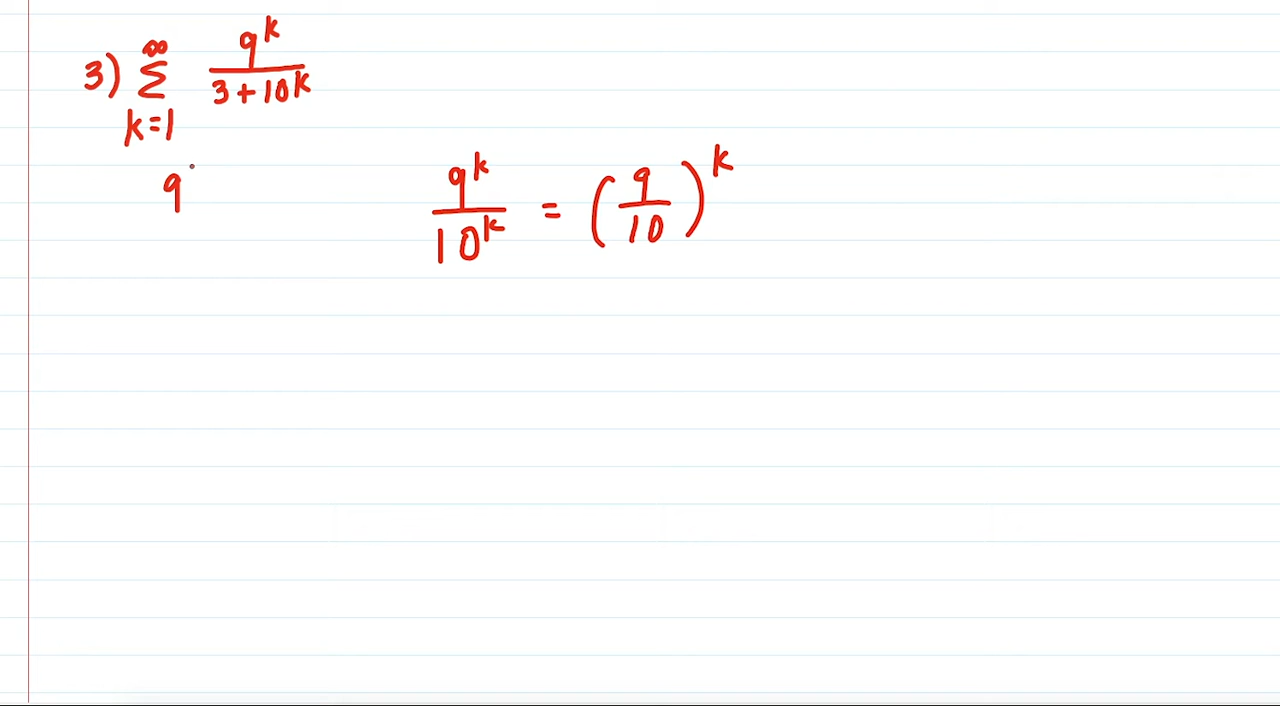 3) ∞ Σ k=1 9^k / (3 + 10^k)
9
9^k / 10^k = (9/10)^k